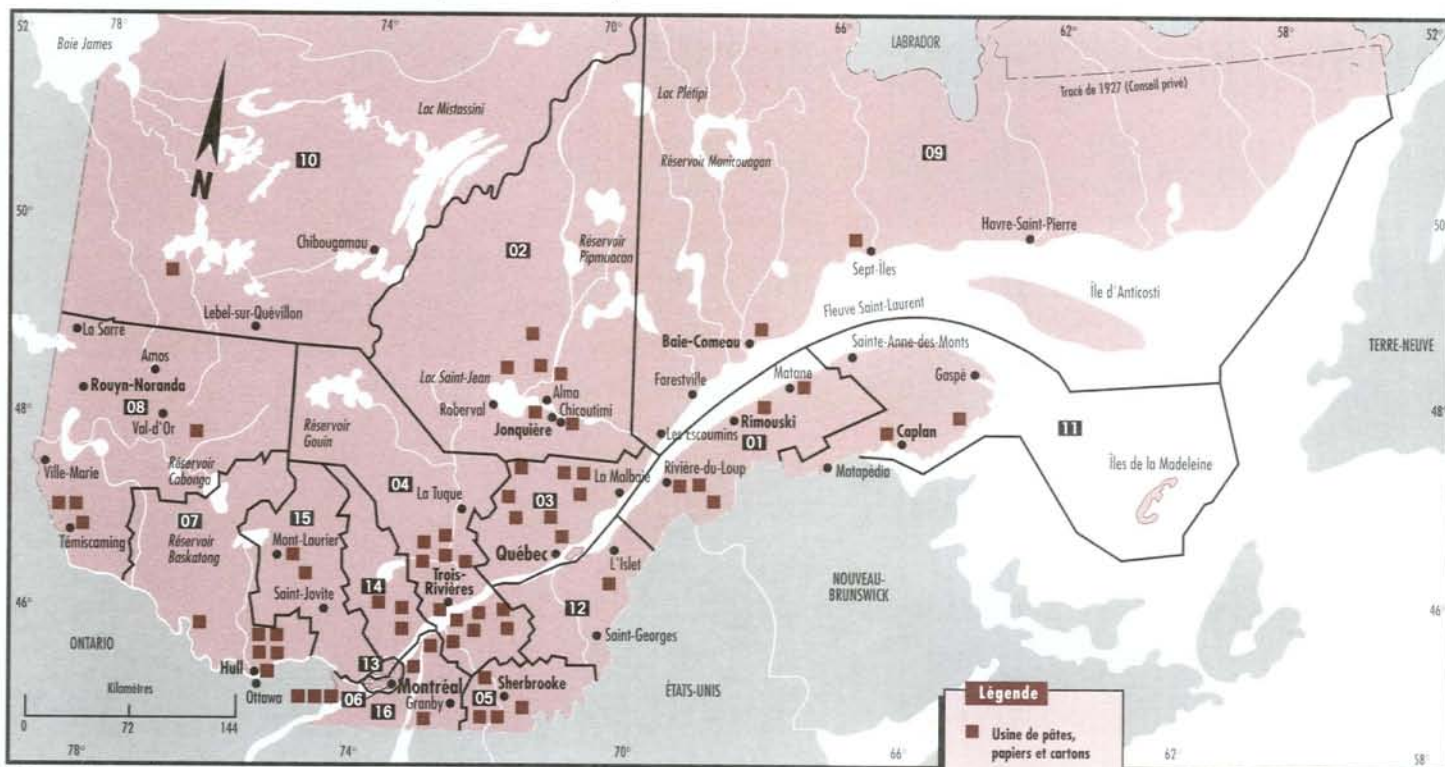 52° 78° 74° 70° 66° 62° 58° 52°
Baie James
LABRADOR
Tracé de 1927 (Conseil privé)
Lac Mistassini
Lac Plétipi
N
10
09
Réservoir Manicouagan
50°
50°
Chibougamau
02
Réservoir Pipmuacan
Havre-Saint-Pierre
Sept-Îles
Île d'Anticosti
Lebel-sur-Quévillon
La Sarre
Fleuve Saint-Laurent
Baie-Comeau
Sainte-Anne-des-Monts
TERRE-NEUVE
Amos
Rouyn-Noranda
Lac Saint-Jean
Alma
Forestville
Matane
Gaspé
48°
08
Val-d'Or
Réservoir Gouin
Roberval
Chicoutimi
Jonquière
Rimouski
01
Les Escoumins
Caplan
11
48°
Ville-Marie
Réservoir Cabonga
04
La Malbaie
Rivière-du-Loup
Matapédia
Îles de la Madeleine
La Tuque
03
07
15
Réservoir Baskatong
Mont-Laurier
Témiscaming
Québec
L'Islet
Trois-Rivières
NOUVEAU-BRUNSWICK
46°
14
12
46°
Saint-Jovite
Saint-Georges
ONTARIO
Hull
13
Montréal
Sherbrooke
ÉTATS-UNIS
Ottawa
06
Granby
05
16
Kilomètres
0 72 144
Légende
Usine de pâtes,
papiers et cartons
78° 74° 70° 66° 62° 58°